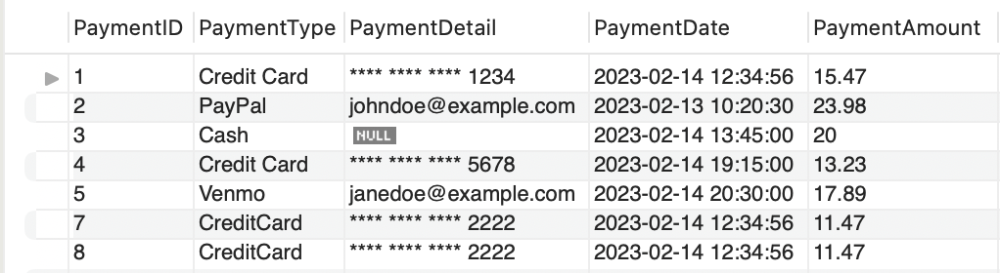 PaymentID PaymentType PaymentDetail PaymentDate PaymentAmount
1 Credit Card **** **** **** 1234 2023-02-14 12:34:56 15.47
2 PayPal johndoe@example.com 2023-02-13 10:20:30 23.98
3 Cash NULL 2023-02-14 13:45:00 20
4 Credit Card **** **** **** 5678 2023-02-14 19:15:00 13.23
5 Venmo janedoe@example.com 2023-02-14 20:30:00 17.89
7 CreditCard **** **** **** 2222 2023-02-14 12:34:56 11.47
8 CreditCard **** **** **** 2222 2023-02-14 12:34:56 11.47